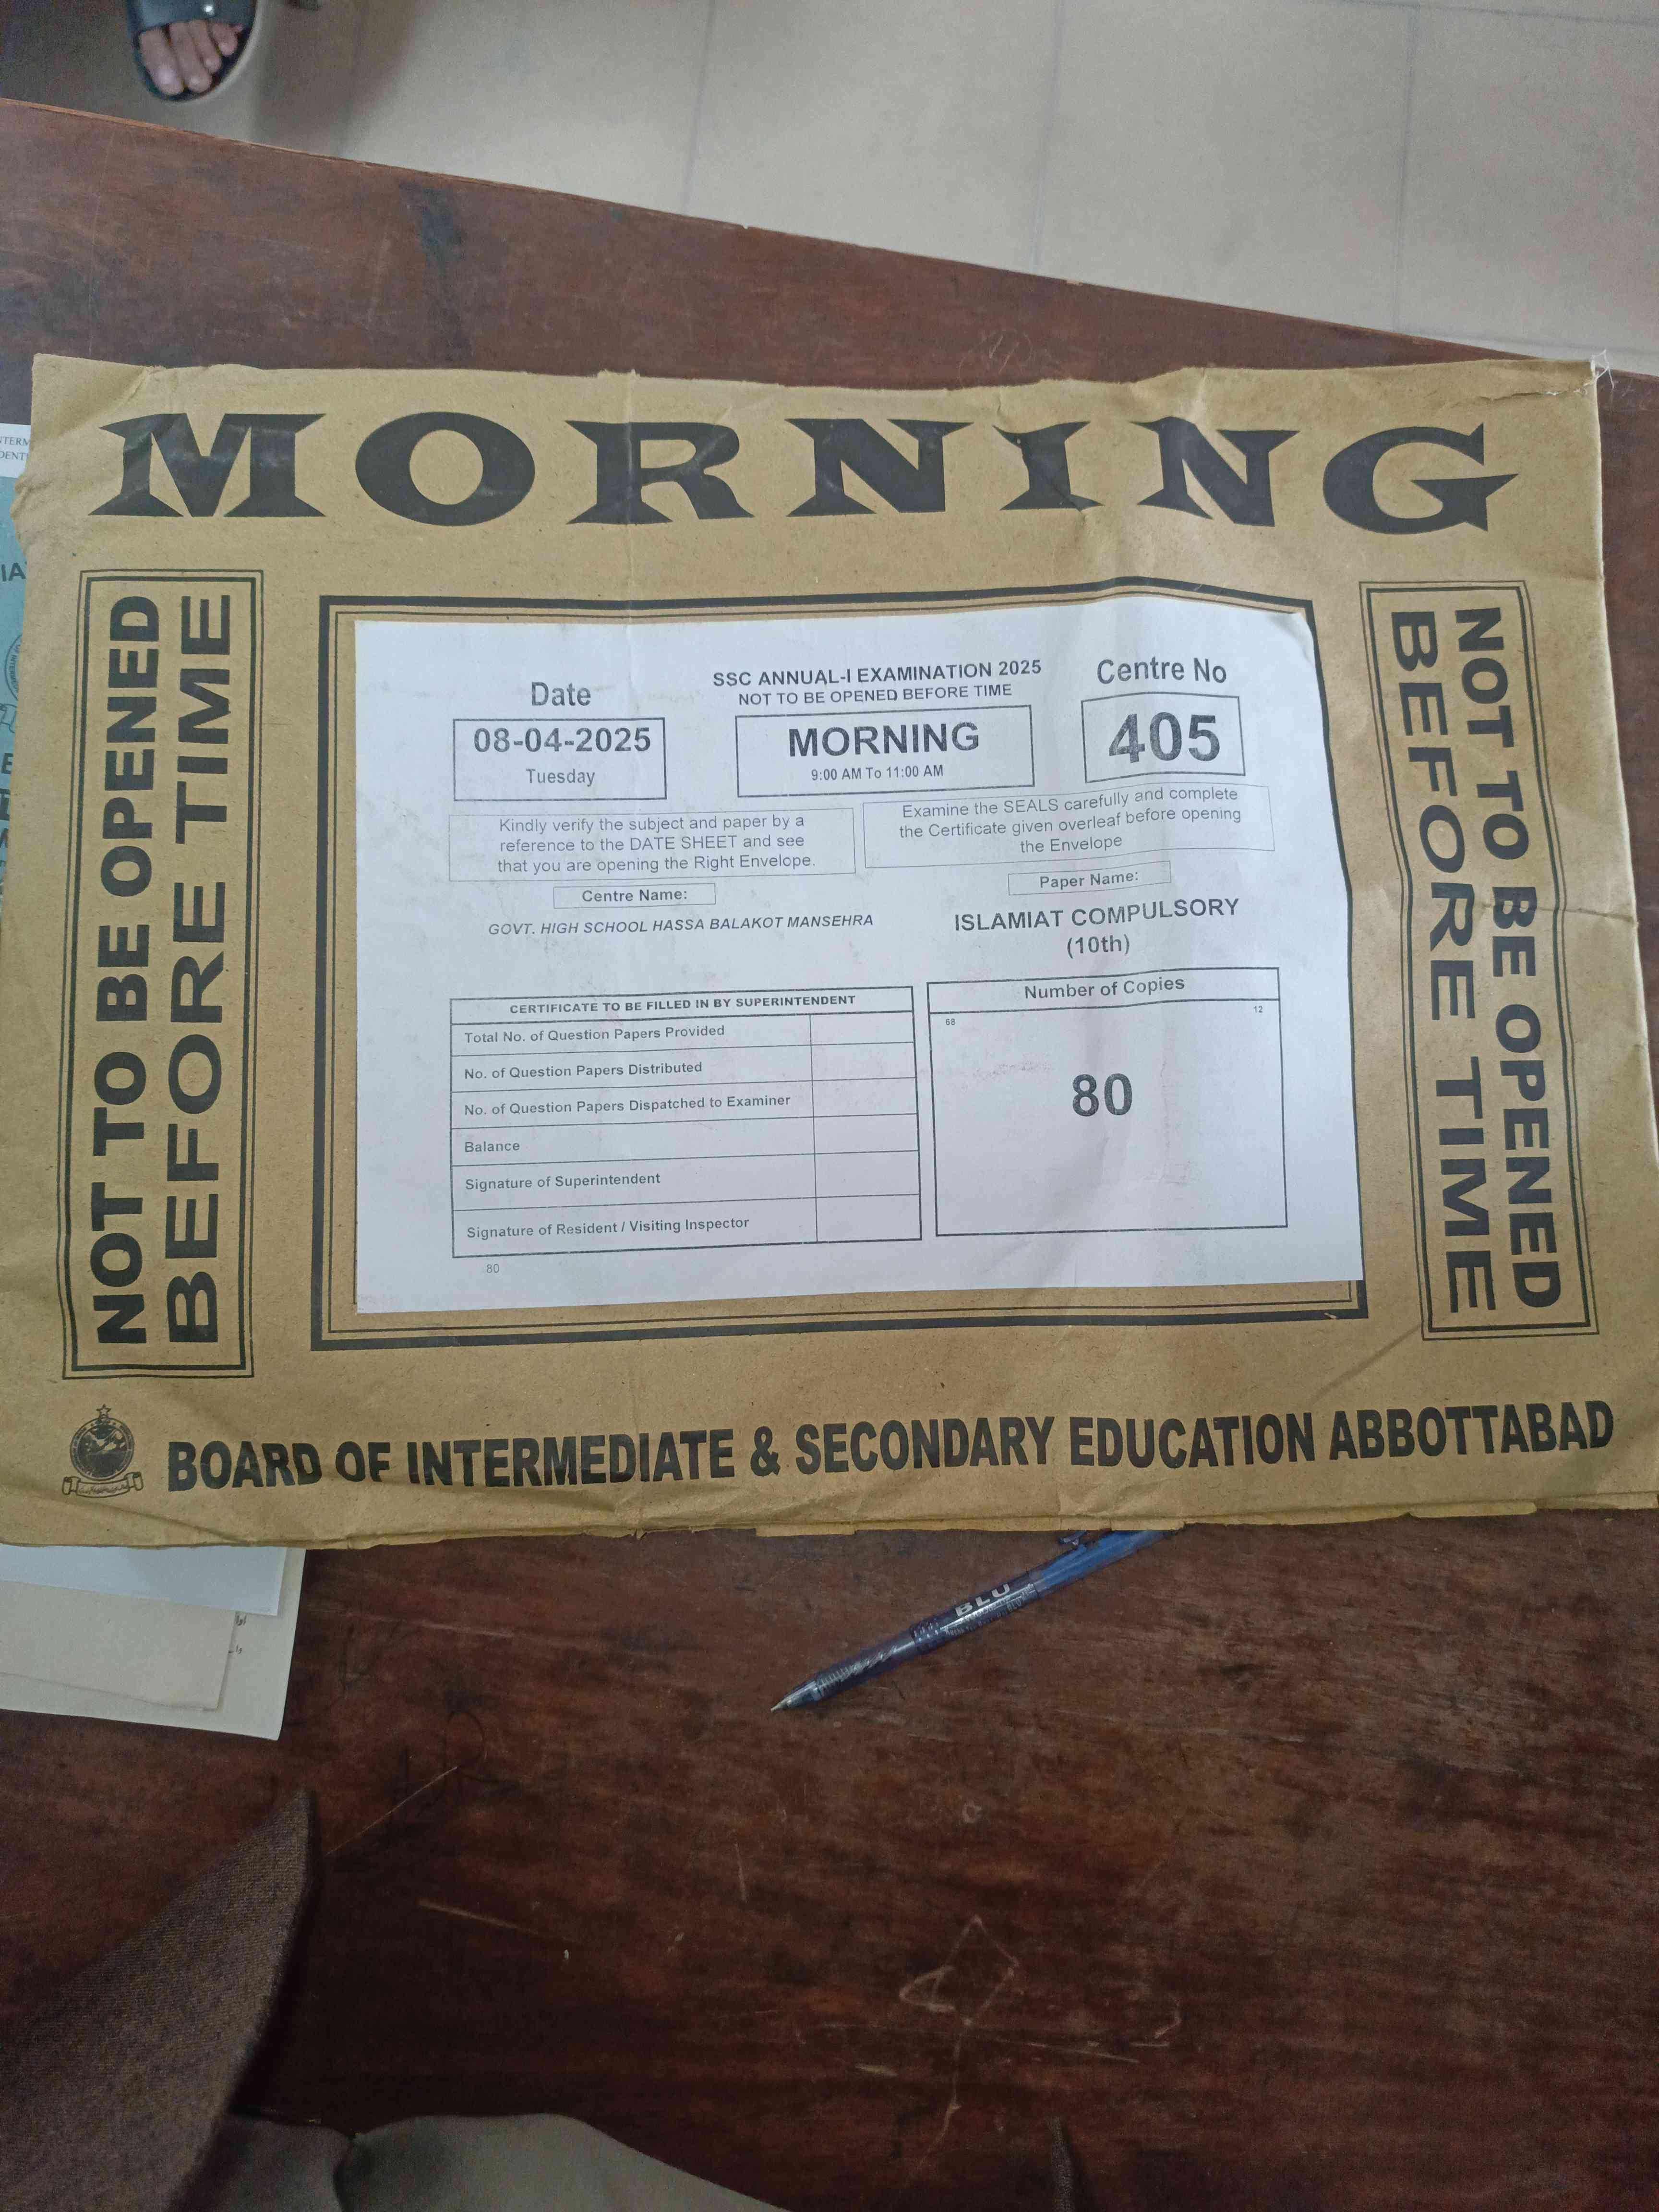 MORNING
NOT TO BE OPENED
BEFORE TIME
NOT TO BE OPENED
BEFORE TIME
Date
08-04-2025
Tuesday
SSC ANNUAL-I EXAMINATION 2025
NOT TO BE OPENED BEFORE TIME
MORNING
9:00 AM To 11:00 AM
Centre No
405
Kindly verify the subject and paper by a
reference to the DATE SHEET and see
that you are opening the Right Envelope.
Examine the SEALS carefully and complete
the Certificate given overleaf before opening
the Envelope
Centre Name:
GOVT. HIGH SCHOOL HASSA BALAKOT MANSEHRA
Paper Name:
ISLAMIAT COMPULSORY
(10th)
CERTIFICATE TO BE FILLED IN BY SUPERINTENDENT
Total No. of Question Papers Provided
No. of Question Papers Distributed
No. of Question Papers Dispatched to Examiner
Balance
Signature of Superintendent
Signature of Resident / Visiting Inspector
80
Number of Copies
68 12
80
BOARD OF INTERMEDIATE & SECONDARY EDUCATION ABBOTTABAD
BLU